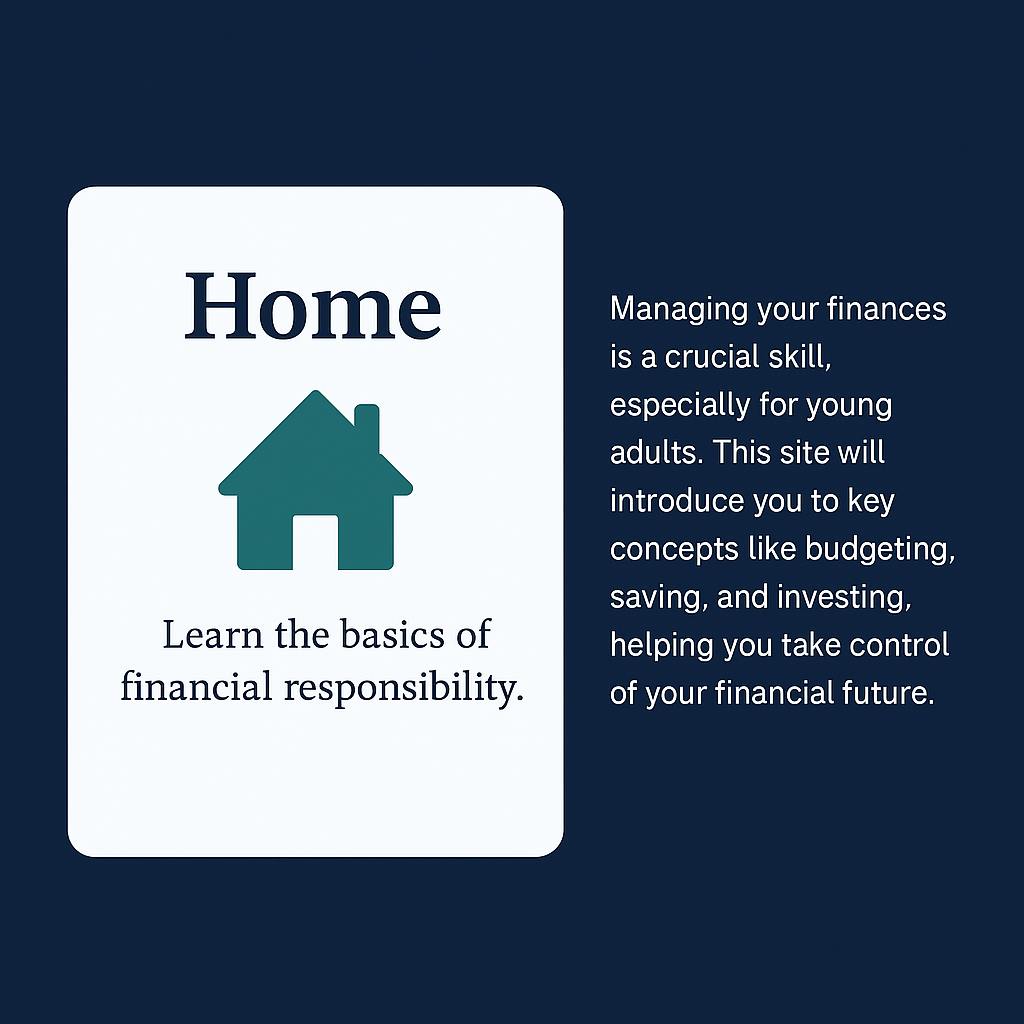 Home
Learn the basics of
financial responsibility.
Managing your finances
is a crucial skill,
especially for young
adults. This site will
introduce you to key
concepts like budgeting,
saving, and investing,
helping you take control
of your financial future.